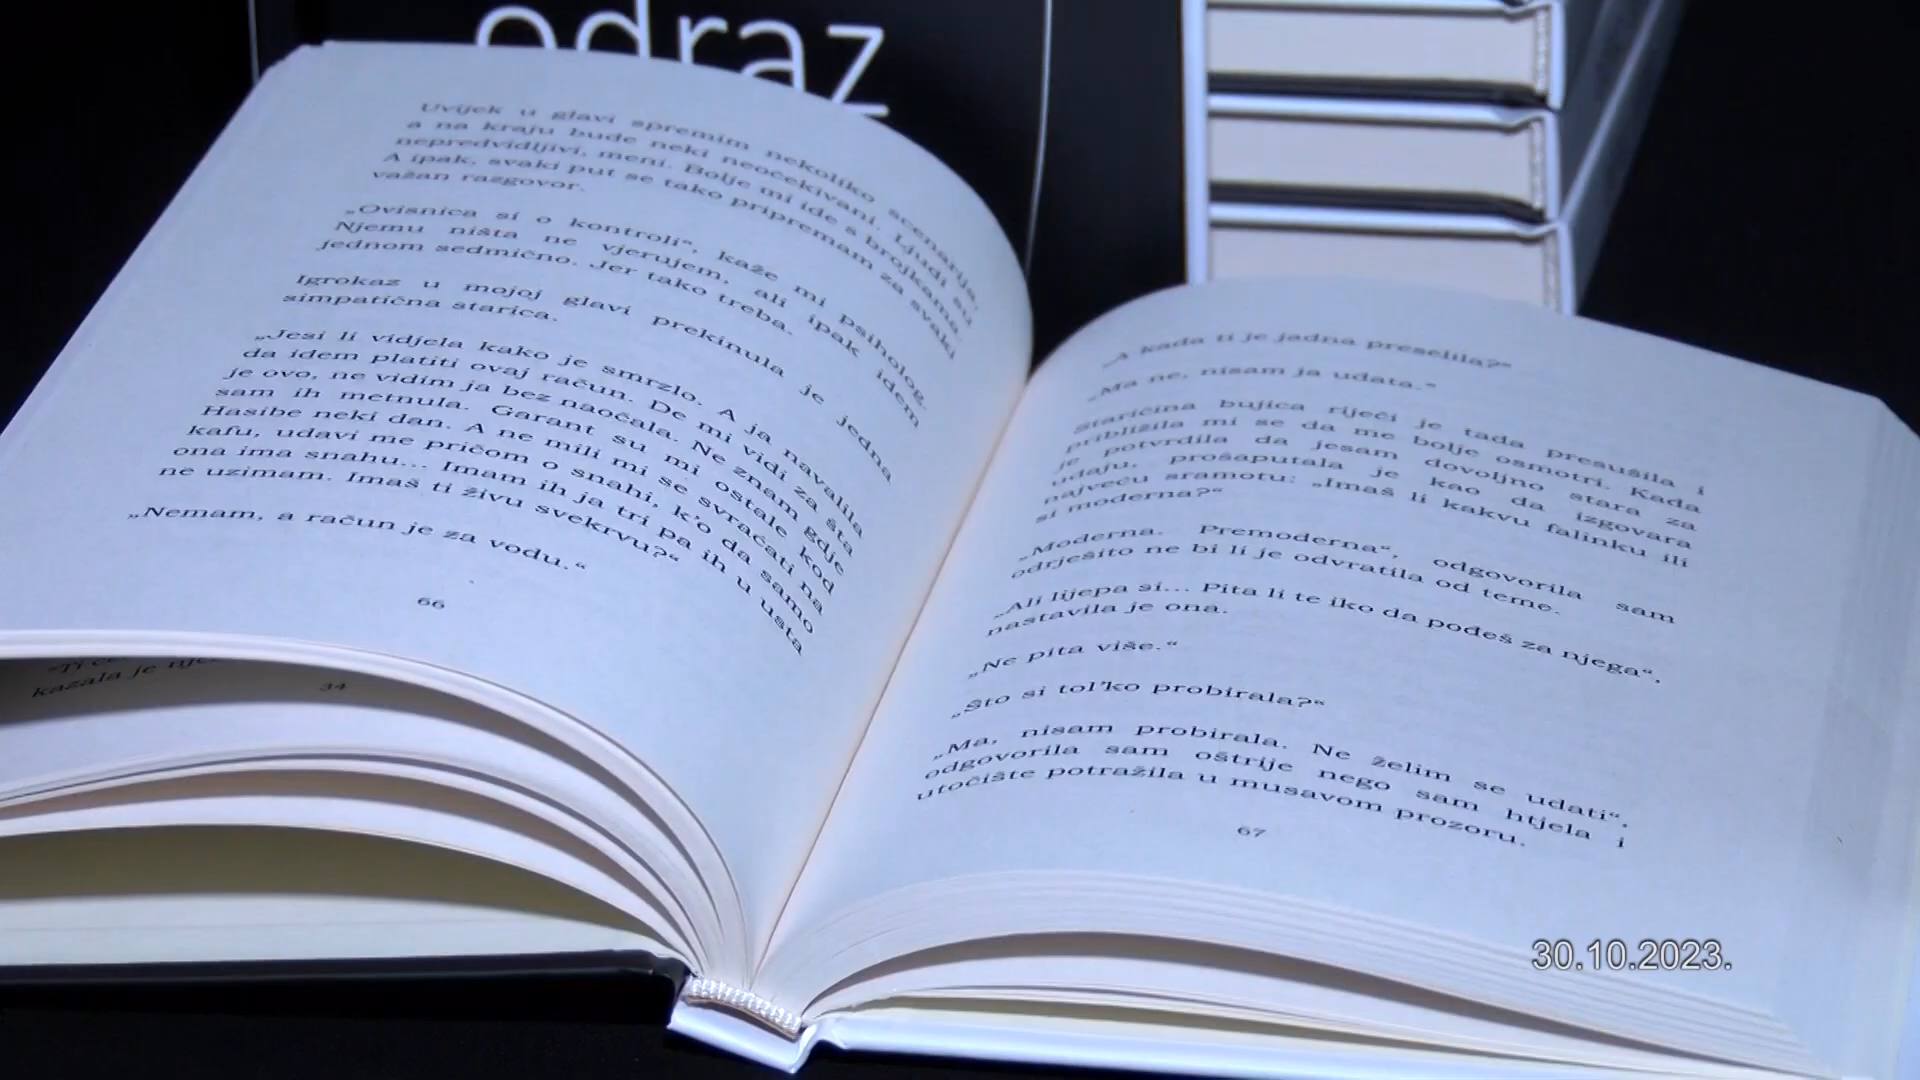 odraz
Uvijek u glavi spremim nekoliko scenarija,
a na kraju bude neki neočekivani. Ljudi su
nepredvidljivi, meni. Bolje mi ide s brojkama.
A ipak, svaki put se tako pripremam za svaki
važan razgovor.
„Ovisnica si o kontroli“, kaže mi psiholog.
Njemu ništa ne vjerujem, ali ipak idem
jednom sedmično. Jer tako treba.
Igrokaz u mojoj glavi prekinula je jedna
simpatična starica.
„Jesi li vidjela kako je smrzlo. A ja navalila
da idem platiti ovaj račun. De mi vidi za šta
je ovo, ne vidim ja bez naočala. Ne znam gdje
sam ih metnula. Garant su mi ostale kod
Hasibe neki dan. A ne mili mi se svraćati na
kafu, udavi me pričom o snahi, k’o da samo
ona ima snahu... Imam ih ja tri pa ih u usta
ne uzimam. Imaš ti živu svekrvu?“
„Nemam, a račun je za vodu.“
66
„Ti
kazala je
34
„A kada ti je jadna preselila?“
„Ma ne, nisam ja udata.“
Staričina bujica riječi je tada presušila i
približila mi se da me bolje osmotri. Kada
je potvrdila da jesam dovoljno stara za
udaju, prošaputala je kao da izgovara
najveću sramotu: „Imaš li kakvu falinku ili
si moderna?“
„Moderna. Premoderna“, odgovorila sam
odrješito ne bi li je odvratila od teme.
„Ali lijepa si... Pita li te iko da pođeš za njega“,
nastavila je ona.
„Ne pita više.“
„Što si tol’ko probirala?“
„Ma, nisam probirala. Ne želim se udati“,
odgovorila sam oštrije nego sam htjela i
utočište potražila u musavom prozoru.
67
30.10.2023.